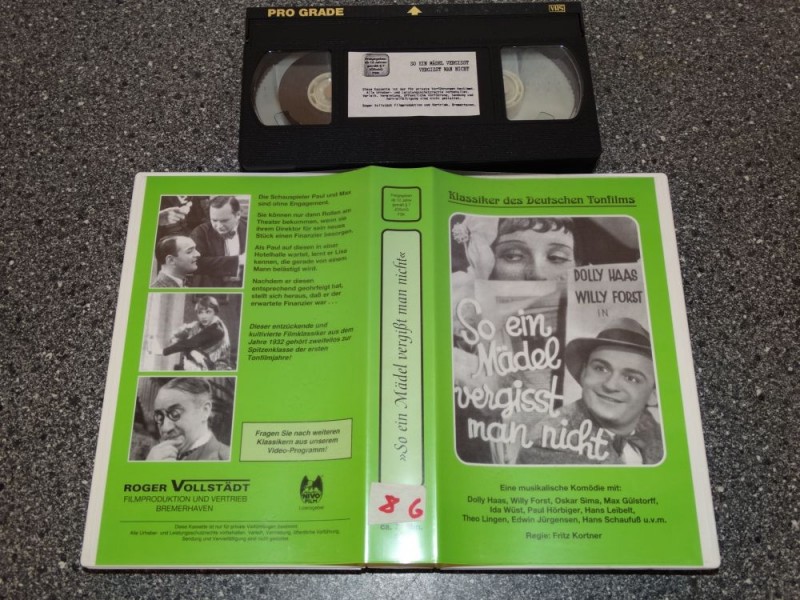 PRO GRADE
VHS
SO EIN MÄDEL VERGISST
VERGISST MAN NICHT
Die Schauspieler Paul und Max
sind ohne Engagement.
Sie können nur dann Rollen am
Theater bekommen, wenn sie
ihrem Direktor für sein neues
Stück einen Finanzier besorgen.
Als Paul auf diesen in einer
Hotelhalle wartet, lernt er Lisa
kennen, die gerade von einem
Mann belästigt wird.
Nachdem er diesen
entsprechend geohrfeigt hat,
stellt sich heraus, daß er der
erwartete Finanzier war . . .
Dieser entzückende und
kultivierte Filmklassiker aus dem
Jahre 1932 gehört zweifellos zur
Spitzenklasse der ersten
Tonfilmjahre!
Fragen Sie nach weiteren
Klassikern aus unserem
Video-Programm!
ROGER VOLLSTÄDT
FILMPRODUKTION UND VERTRIEB
BREMERHAVEN
NIVO
FILM
»So ein Mädel vergißt man nicht«
86
Klassiker des Deutschen Tonfilms
DOLLY HAAS
WILLY FORST
IN
So ein
Mädel
vergisst
man nicht
Eine musikalische Komödie mit:
Dolly Haas, Willy Forst, Oskar Sima, Max Gülstorff,
Ida Wüst, Paul Hörbiger, Hans Leibelt,
Theo Lingen, Edwin Jürgensen, Hans Schaufuß u.v.m.
Regie: Fritz Kortner